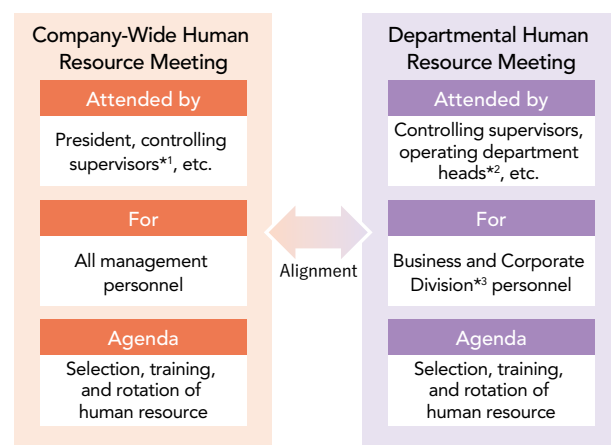 Company-Wide Human
Resource Meeting
Attended by
President, controlling
supervisors*1, etc.
For
All management
personnel
Agenda
Selection, training,
and rotation of
human resource
Alignment
Departmental Human
Resource Meeting
Attended by
Controlling supervisors,
operating department
heads*2, etc.
For
Business and Corporate
Division*3 personnel
Agenda
Selection, training,
and rotation of
human resource